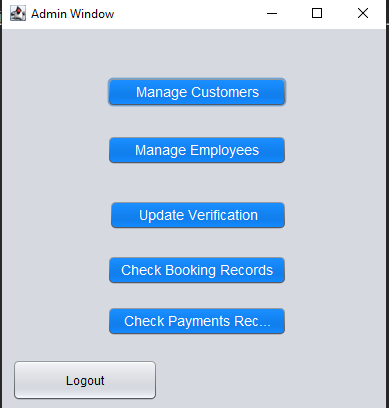 Admin Window
Manage Customers
Manage Employees
Update Verification
Check Booking Records
Check Payments Rec...
Logout